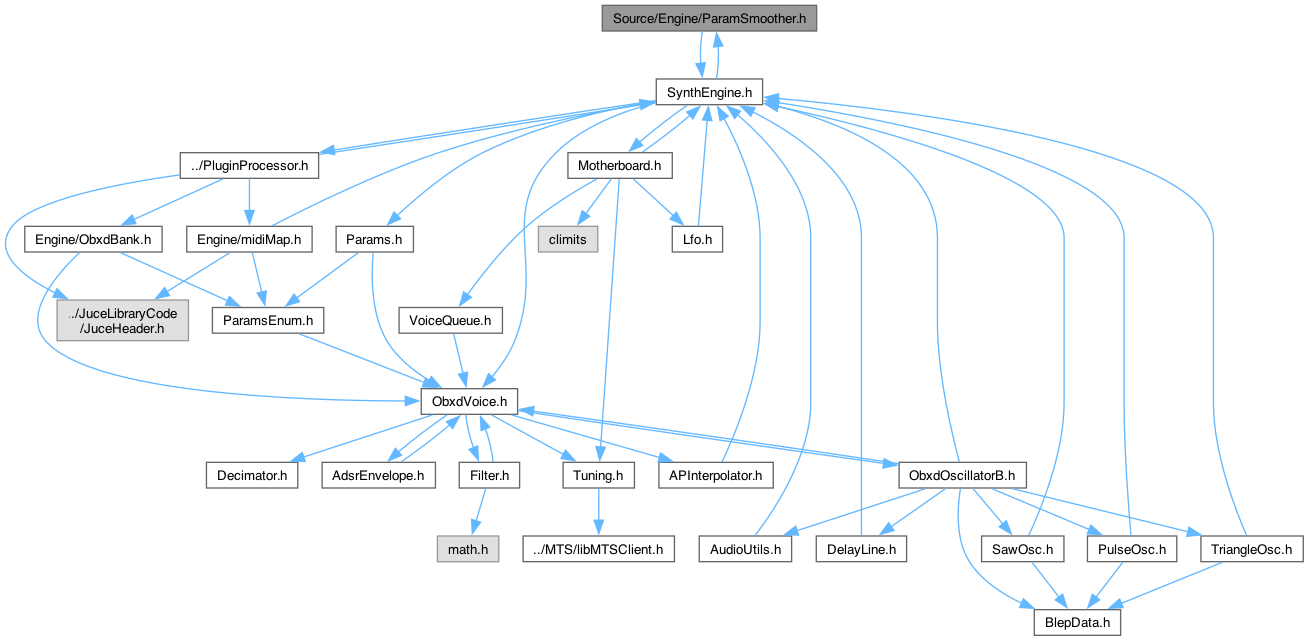 Source/Engine/ParamSmoother.h
SynthEngine.h
../PluginProcessor.h
Motherboard.h
Engine/ObxdBank.h
Engine/midiMap.h
Params.h
climits
Lfo.h
../JuceLibraryCode
/JuceHeader.h
ParamsEnum.h
VoiceQueue.h
ObxdVoice.h
Decimator.h
AdsrEnvelope.h
Filter.h
Tuning.h
APInterpolator.h
ObxdOscillatorB.h
math.h
../MTS/libMTSClient.h
AudioUtils.h
DelayLine.h
SawOsc.h
PulseOsc.h
TriangleOsc.h
BlepData.h